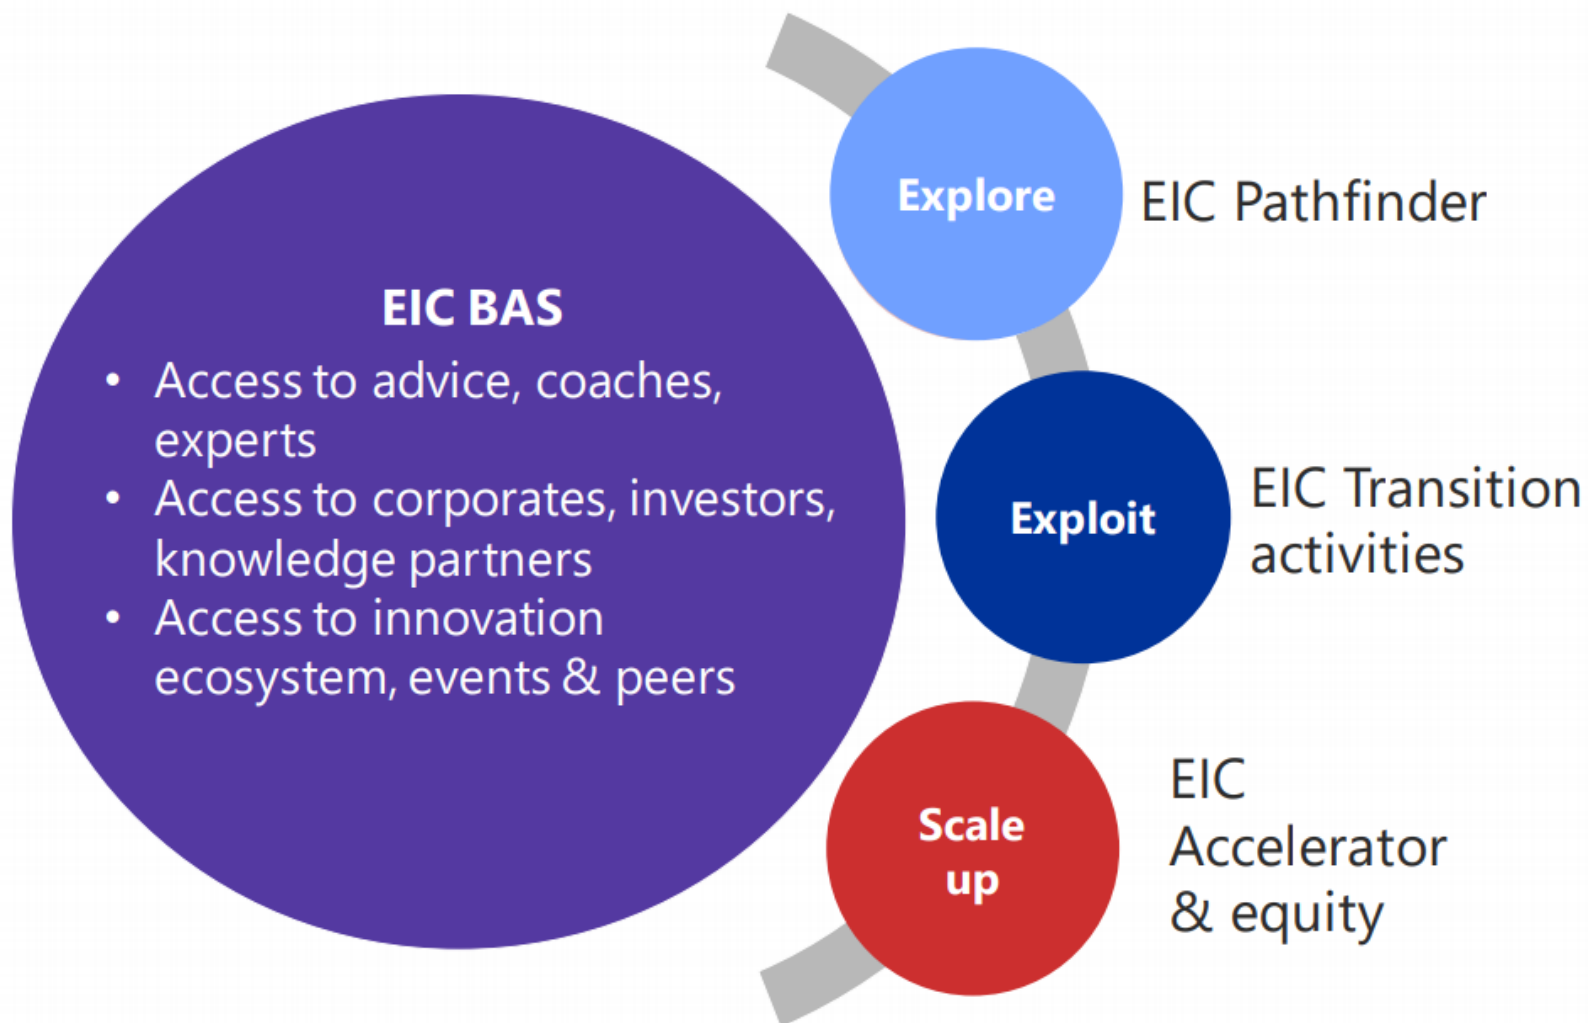 EIC BAS
• Access to advice, coaches,
experts
• Access to corporates, investors,
knowledge partners
• Access to innovation
ecosystem, events & peers
Explore
EIC Pathfinder
Exploit
EIC Transition
activities
Scale
up
EIC
Accelerator
& equity